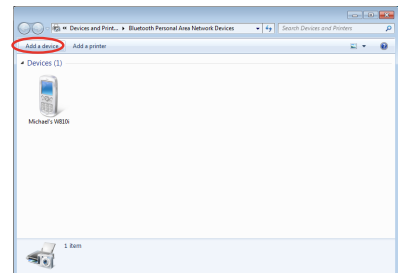 « Devices and Print... ▸ Bluetooth Personal Area Network Devices
Search Devices and Printers
Add a device Add a printer
Devices (1)
Michael's W810i
1 item